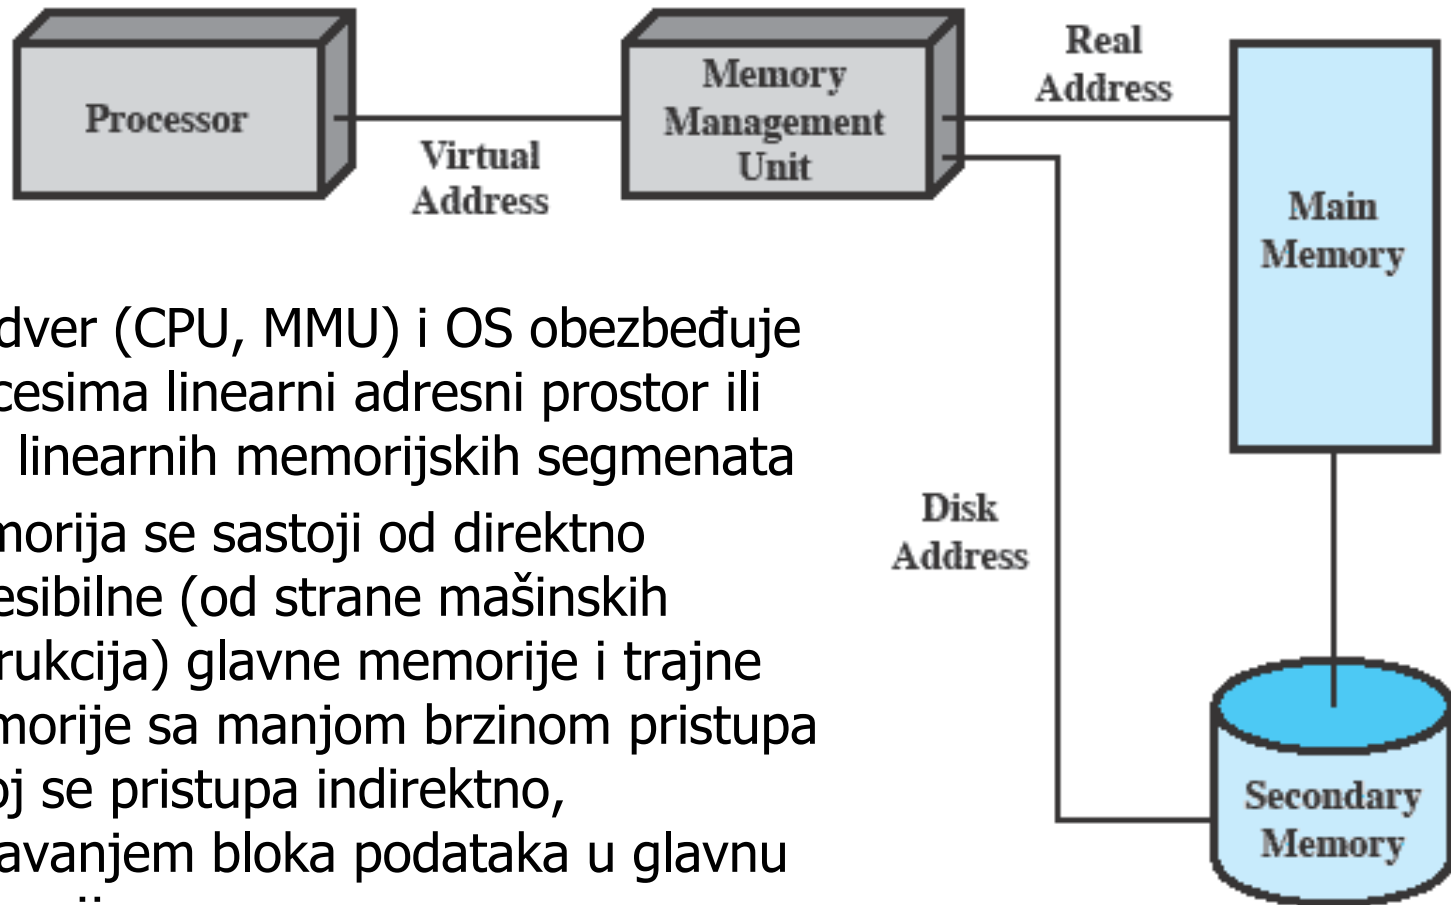 Processor
Virtual
Address
Memory
Management
Unit
Real
Address
Main
Memory
dver (CPU, MMU) i OS obezbeđuje
cesima linearni adresni prostor ili
linearnih memorijskih segmenata
morija se sastoji od direktno
esibilne (od strane mašinskih
rukcija) glavne memorije i trajne
morije sa manjom brzinom pristupa
oj se pristupa indirektno,
avanjem bloka podataka u glavnu
Disk
Address
Secondary
Memory